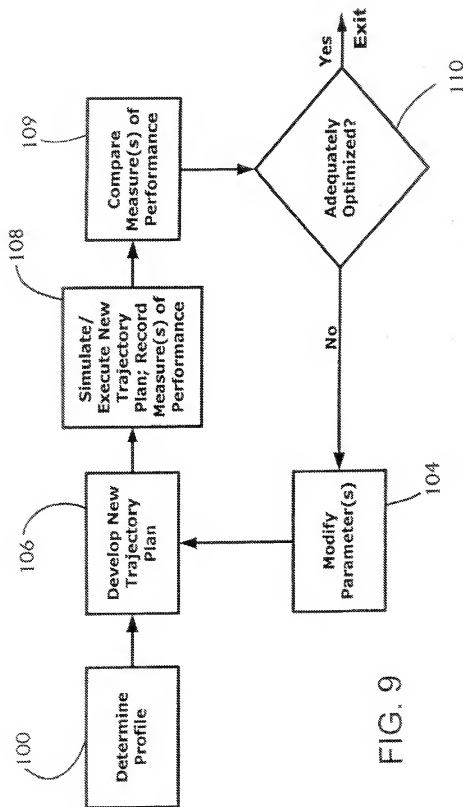 100
Determine
Profile
106
Develop New
Trajectory
Plan
108
Simulate/
Execute New
Trajectory
Plan; Record
Measure(s) of
Performance
109
Compare
Measure(s) of
Performance
Adequately
Optimized?
110
Yes
Exit
No
Modify
Parameter(s)
104
FIG. 9